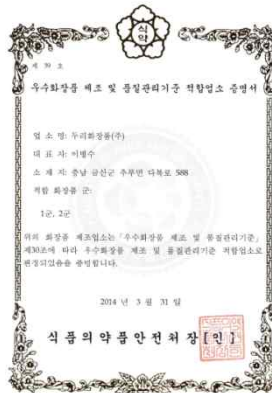 식약
제 39 호
우수화장품 제조 및 품질관리기준 적합업소 증명서
업 소 명: 두리화장품(주)
대 표 자: 이병수
소 재 지: 충남 금산군 추부면 다복로 588
적합 화장품 군:
1군, 2군
위의 화장품 제조업소는「우수화장품 제조 및 품질관리기준」
제30조에 따라 우수화장품 제조 및 품질관리기준 적합업소로
판정되었음을 증명합니다.
2014 년 3 월 31 일
식품의약품안전처장[인]